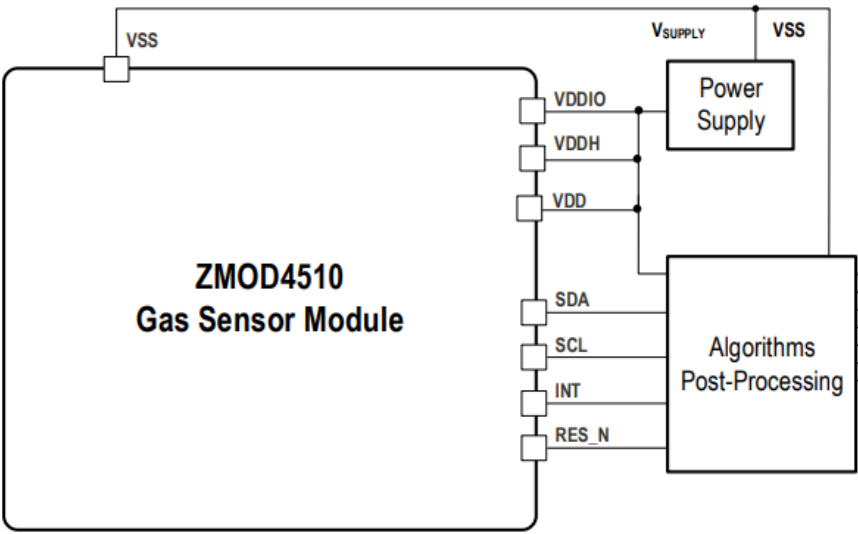 VSS
VSUPPLY
VSS
Power
Supply
VDDIO
VDDH
VDD
ZMOD4510
Gas Sensor Module
SDA
SCL
INT
RES_N
Algorithms
Post-Processing